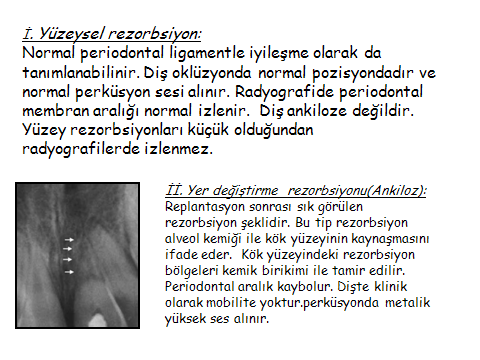 İ. Yüzeysel rezorbsiyon:
Normal periodontal ligamentle iyileşme olarak da
tanımlanabilinir. Diş oklüzyonda normal pozisyondadır ve
normal perküsyon sesi alınır. Radyografide periodontal
membran aralığı normal izlenir. Diş ankiloze değildir.
Yüzey rezorbsiyonları küçük olduğundan
radyografilerde izlenmez.
İİ. Yer değiştirme rezorbsiyonu(Ankiloz):
Replantasyon sonrası sık görülen
rezorbsiyon şeklidir. Bu tip rezorbsiyon
alveol kemiği ile kök yüzeyinin kaynaşmasını
ifade eder. Kök yüzeyindeki rezorbsiyon
bölgeleri kemik birikimi ile tamir edilir.
Periodontal aralık kaybolur. Dişte klinik
olarak mobilite yoktur.perküsyonda metalik
yüksek ses alınır.